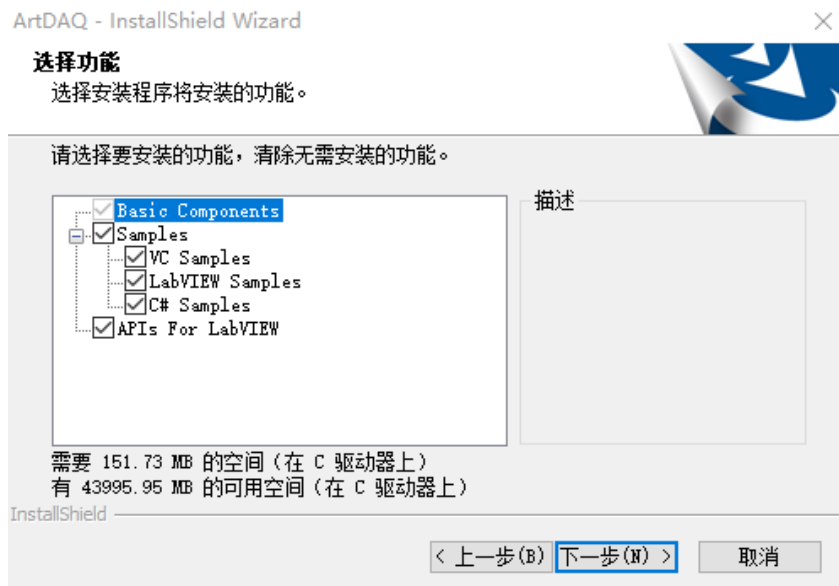 ArtDAQ - InstallShield Wizard
选择功能
选择安装程序将安装的功能。
请选择要安装的功能，清除无需安装的功能。
Basic Components
Samples
VC Samples
LabVIEW Samples
C# Samples
APIs For LabVIEW
描述
需要 151.73 MB 的空间(在 C 驱动器上)
有 43995.95 MB 的可用空间(在 C 驱动器上)
InstallShield
< 上一步(B) 下一步(N) > 取消